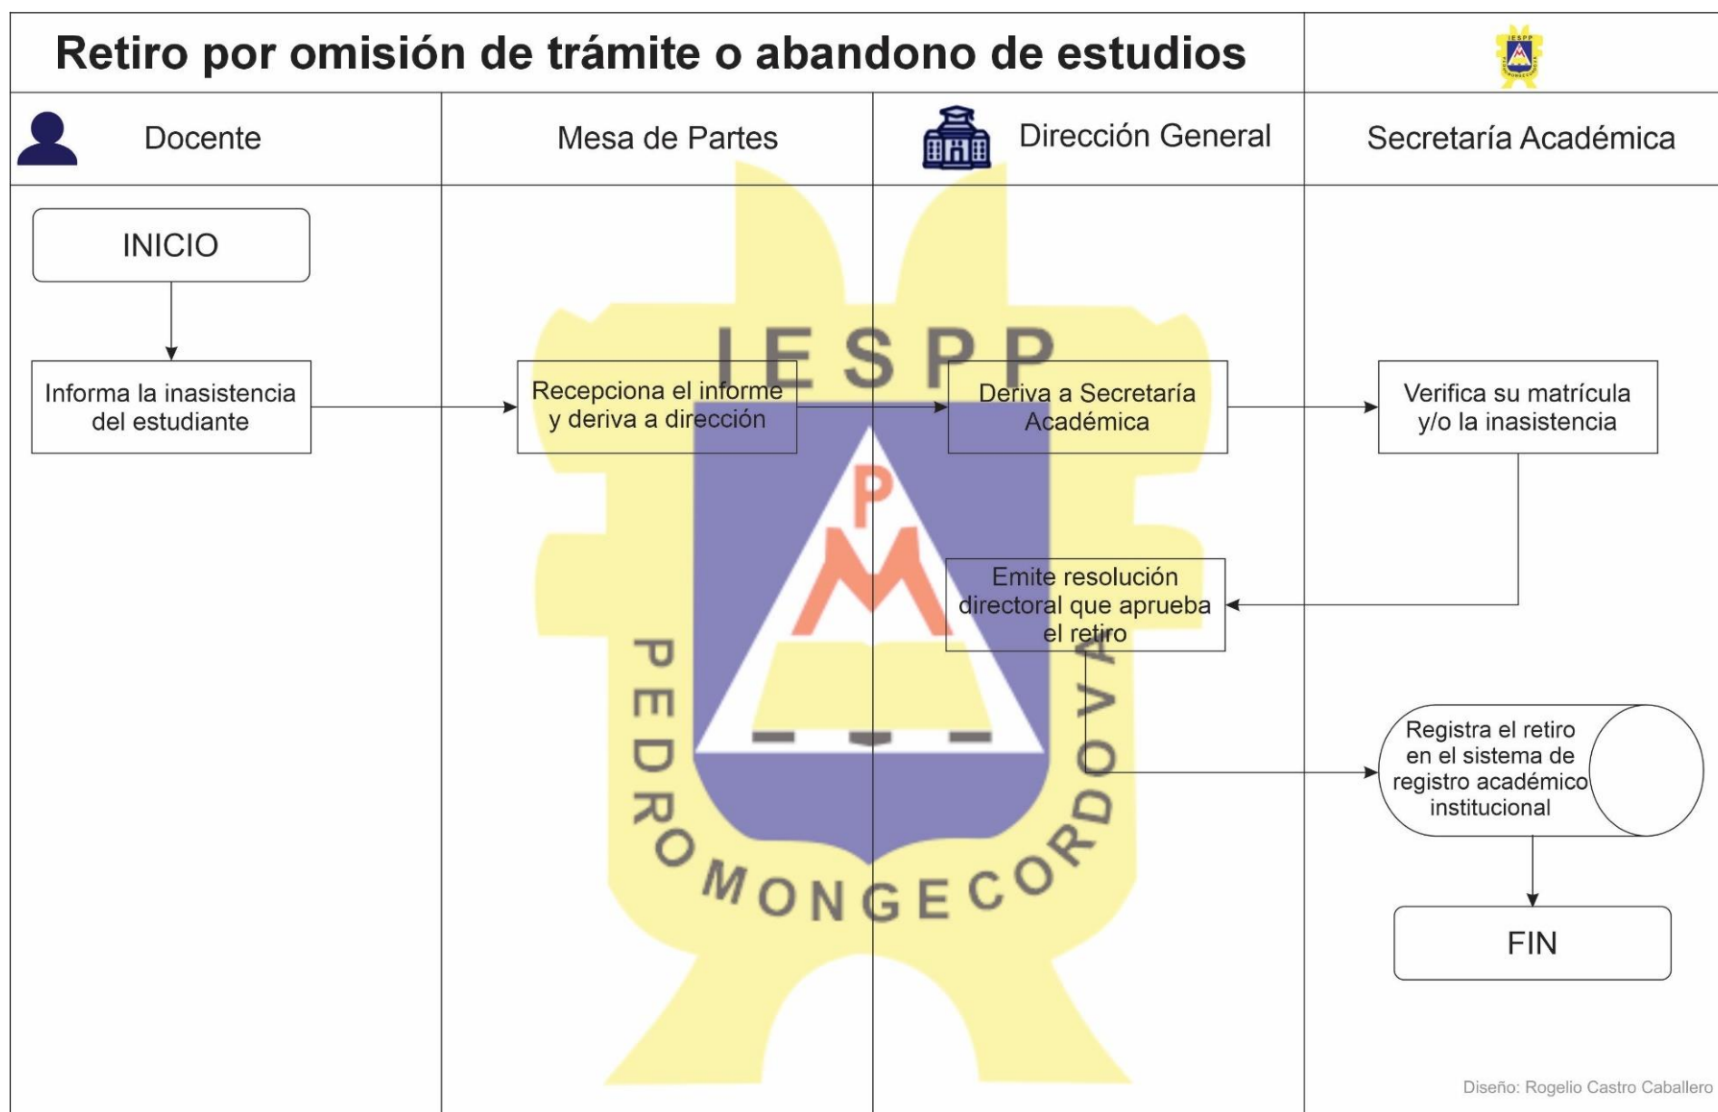 Retiro por omisión de trámite o abandono de estudios
IESPP
Docente
Mesa de Partes
Dirección General
Secretaría Académica
INICIO
Informa la inasistencia
del estudiante
Recepciona el informe
y deriva a dirección
Deriva a Secretaría
Académica
Verifica su matrícula
y/o la inasistencia
Emite resolución
directoral que aprueba
el retiro
Registra el retiro
en el sistema de
registro académico
institucional
FIN
IESPP
P
M
PEDRO MONGE CORDOVA
Diseño: Rogelio Castro Caballero